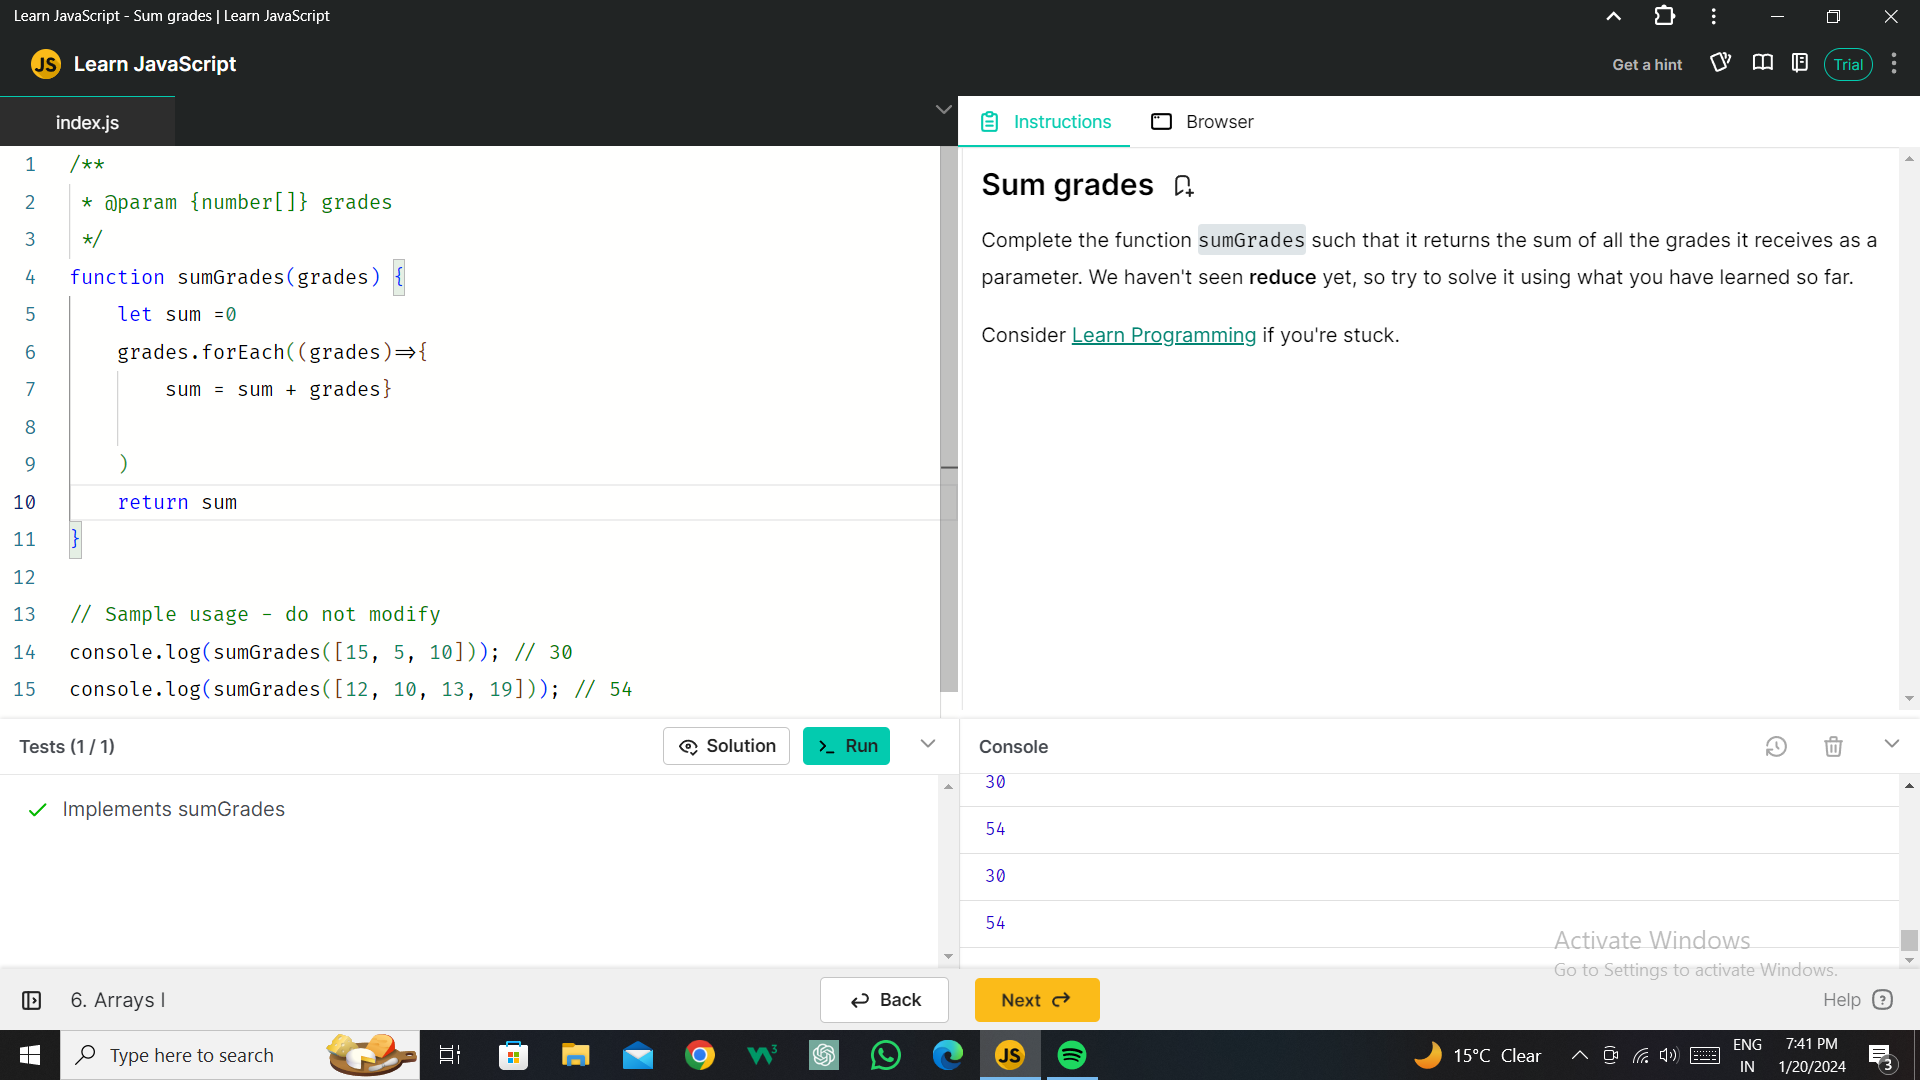 Learn JavaScript - Sum grades | Learn JavaScript
JS Learn JavaScript
Get a hint
Trial
index.js
Instructions
Browser
1 /**
2  * @param {number[]} grades
3  */
4 function sumGrades(grades) {
5     let sum =0
6     grades.forEach((grades)=>{
7         sum = sum + grades}
8
9     )
10     return sum
11 }
12
13 // Sample usage - do not modify
14 console.log(sumGrades([15, 5, 10])); // 30
15 console.log(sumGrades([12, 10, 13, 19])); // 54
Sum grades
Complete the function sumGrades such that it returns the sum of all the grades it receives as a
parameter. We haven't seen reduce yet, so try to solve it using what you have learned so far.
Consider Learn Programming if you're stuck.
Tests (1 / 1)
Solution
Run
Implements sumGrades
Console
30
54
30
54
Activate Windows
Go to Settings to activate Windows.
6. Arrays I
Back
Next
Help ?
Type here to search
W3
JS
15°C Clear
ENG
IN
7:41 PM
1/20/2024
3